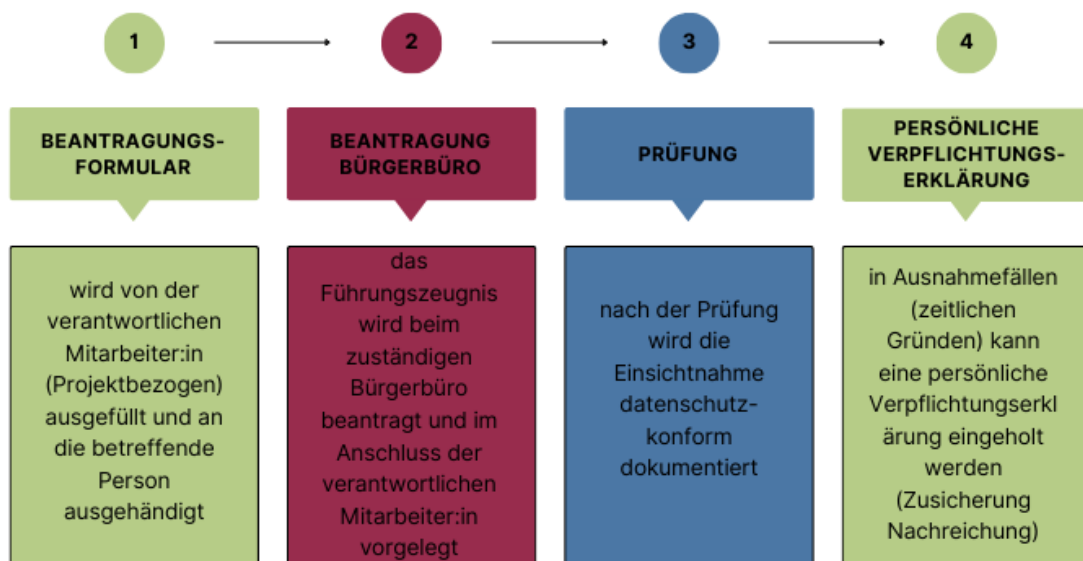 1
2
3
4
BEANTRAGUNGS-
FORMULAR
BEANTRAGUNG
BÜRGERBÜRO
PRÜFUNG
PERSÖNLICHE
VERPFLICHTUNGS-
ERKLÄRUNG
wird von der
verantwortlichen
Mitarbeiter:in
(Projektbezogen)
ausgefüllt und an
die betreffende
Person
ausgehändigt
das
Führungszeugnis
wird beim
zuständigen
Bürgerbüro
beantragt und im
Anschluss der
verantwortlichen
Mitarbeiter:in
vorgelegt
nach der Prüfung
wird die
Einsichtnahme
datenschutz-
konform
dokumentiert
in Ausnahmefällen
(zeitlichen
Gründen) kann
eine persönliche
Verpflichtungserkl
ärung eingeholt
werden
(Zusicherung
Nachreichung)